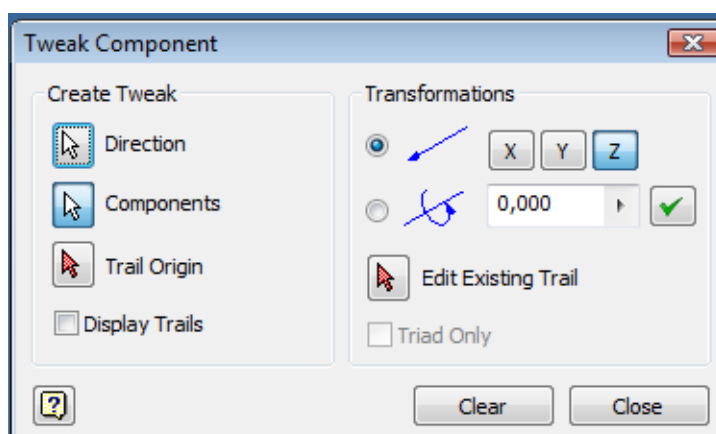 Tweak Component
Create Tweak
Direction
Components
Trail Origin
Display Trails
Transformations
X Y Z
0,000
Edit Existing Trail
Triad Only
?
Clear Close